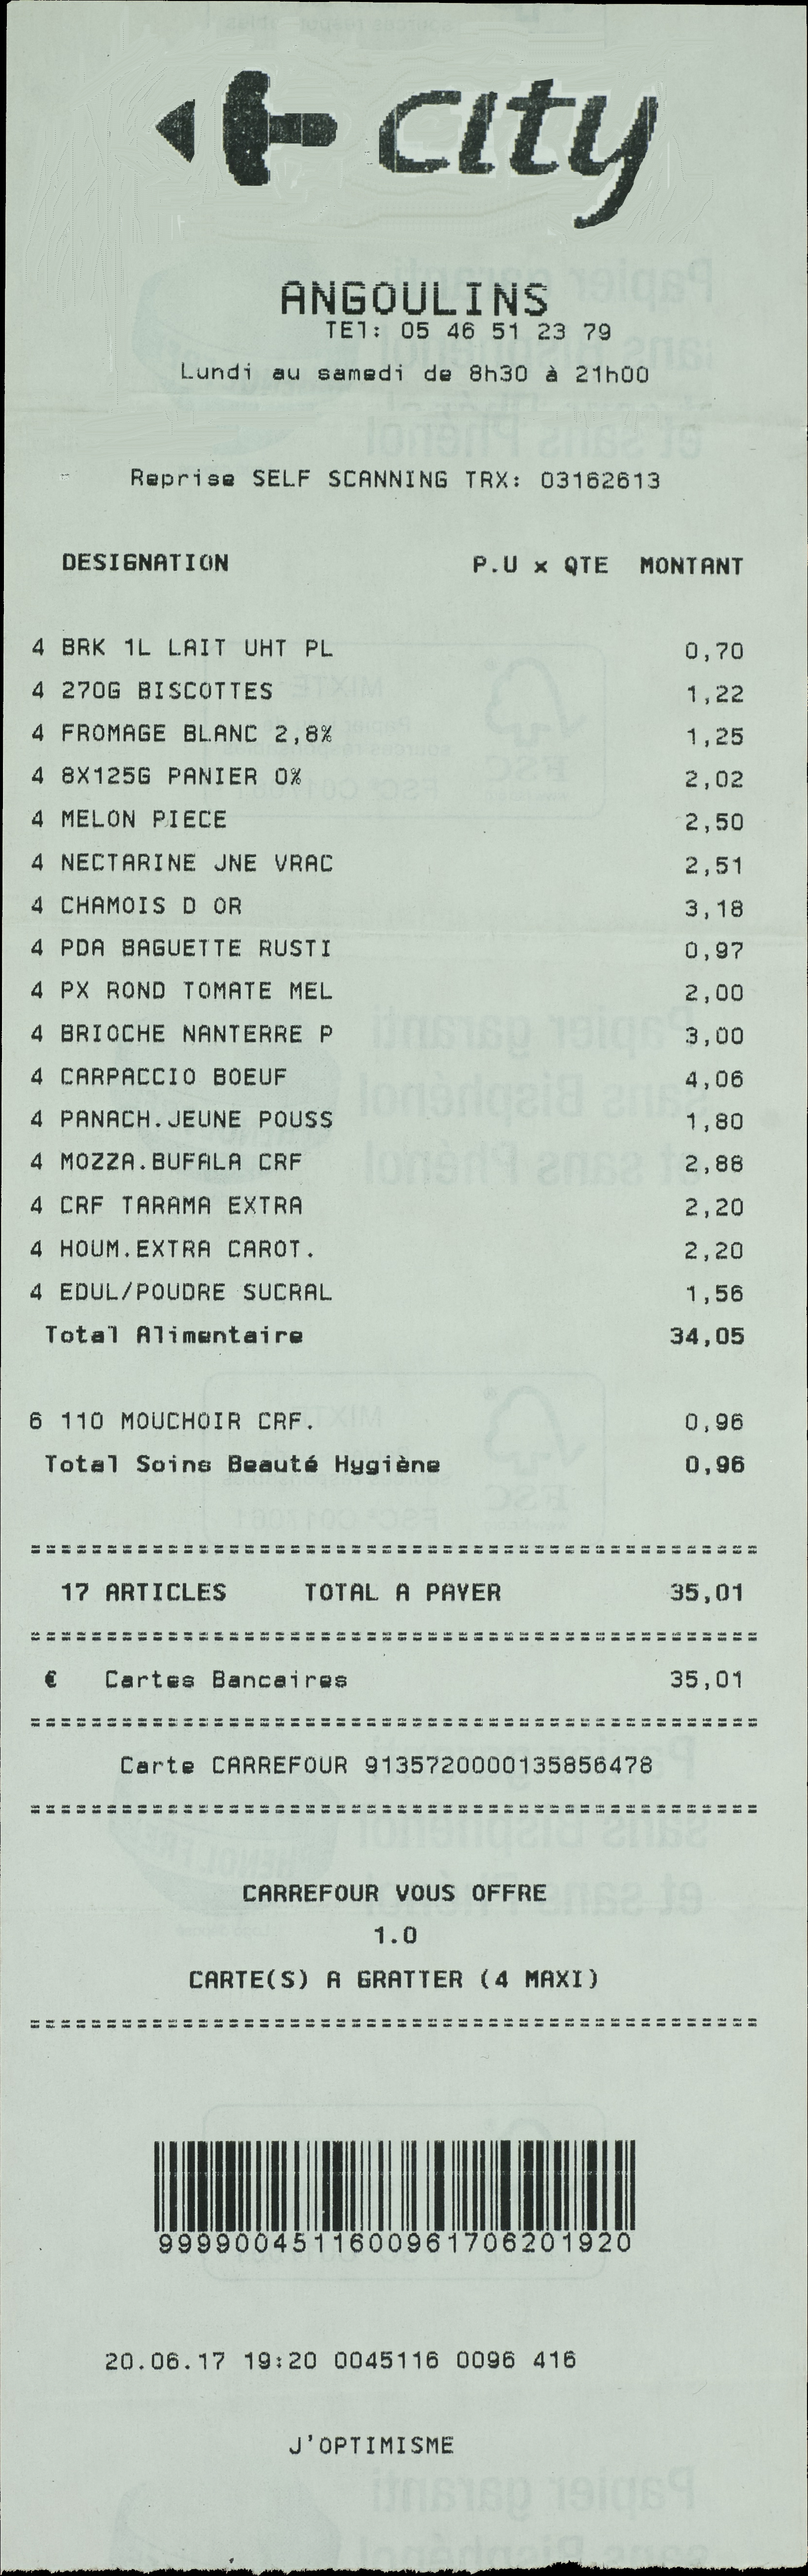 city
ANGOULINS
TEl: 05 46 51 23 79
Lundi au samedi de 8h30 à 21h00
Reprise SELF SCANNING TRX: 03162613
DESIGNATION P.U x QTE MONTANT
4 BRK 1L LAIT UHT PL 0,70
4 270G BISCOTTES 1,22
4 FROMAGE BLANC 2,8% 1,25
4 8X125G PANIER 0% 2,02
4 MELON PIECE 2,50
4 NECTARINE JNE VRAC 2,51
4 CHAMOIS D OR 3,18
4 PDA BAGUETTE RUSTI 0,97
4 PX ROND TOMATE MEL 2,00
4 BRIOCHE NANTERRE P 3,00
4 CARPACCIO BOEUF 4,06
4 PANACH.JEUNE POUSS 1,80
4 MOZZA.BUFALA CRF 2,88
4 CRF TARAMA EXTRA 2,20
4 HOUM.EXTRA CAROT. 2,20
4 EDUL/POUDRE SUCRAL 1,56
Total Alimentaire 34,05
6 110 MOUCHOIR CRF. 0,96
Total Soins Beauté Hygiène 0,96
================================================
17 ARTICLES TOTAL A PAYER 35,01
================================================
€ Cartes Bancaires 35,01
================================================
Carte CARREFOUR 9135720000135856478
================================================
CARREFOUR VOUS OFFRE
1.0
CARTE(S) A GRATTER (4 MAXI)
================================================
9999004511600961706201920
20.06.17 19:20 0045116 0096 416
J'OPTIMISME